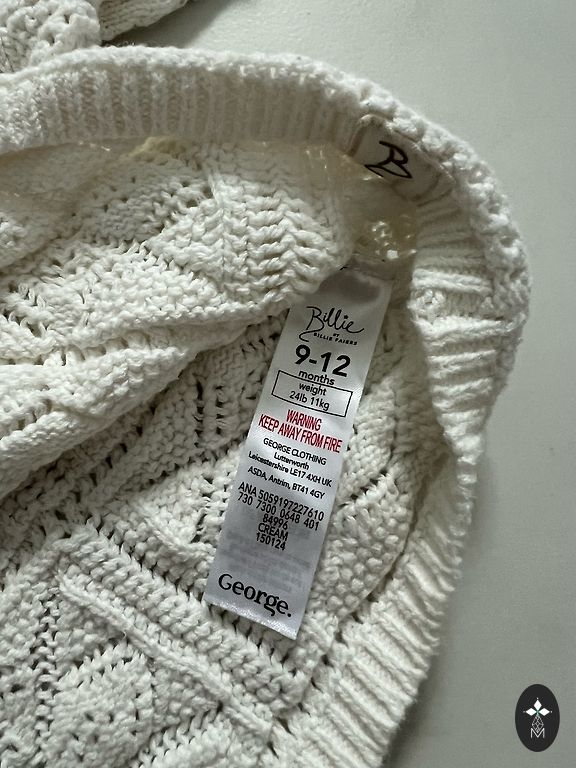 B
Billie
BY
BILLIE FAIERS
9-12
months
weight
24lb 11kg
WARNING
KEEP AWAY FROM FIRE
GEORGE CLOTHING
Lutterworth
Leicestershire LE17 4XH UK
ASDA, Antrim, BT41 4GY
ANA 5059197227610
730 7300 0648 401
84996
CREAM
150124
George.
M